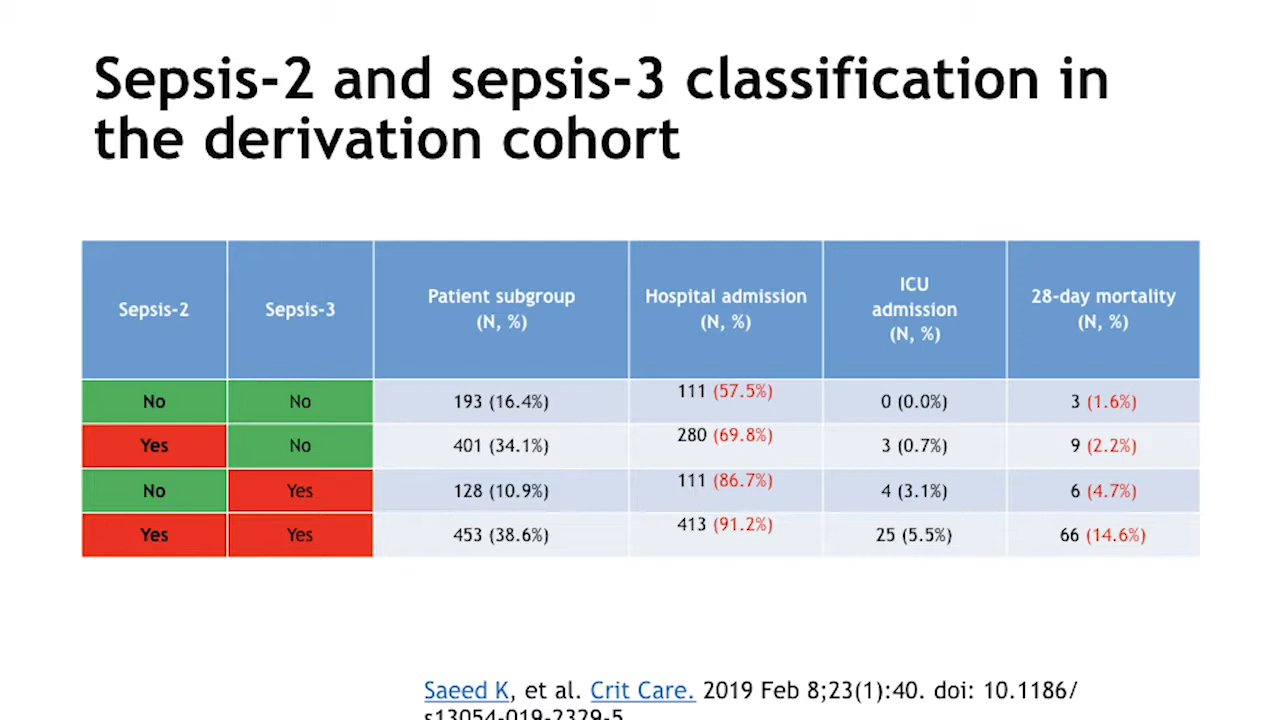 Sepsis-2 and sepsis-3 classification in
the derivation cohort
Sepsis-2
Sepsis-3
Patient subgroup
(N, %)
Hospital admission
(N, %)
ICU
admission
(N, %)
28-day mortality
(N, %)
No No 193 (16.4%) 111 (57.5%) 0 (0.0%) 3 (1.6%)
Yes No 401 (34.1%) 280 (69.8%) 3 (0.7%) 9 (2.2%)
No Yes 128 (10.9%) 111 (86.7%) 4 (3.1%) 6 (4.7%)
Yes Yes 453 (38.6%) 413 (91.2%) 25 (5.5%) 66 (14.6%)
Saeed K, et al. Crit Care. 2019 Feb 8;23(1):40. doi: 10.1186/
s13054-019-2329-5